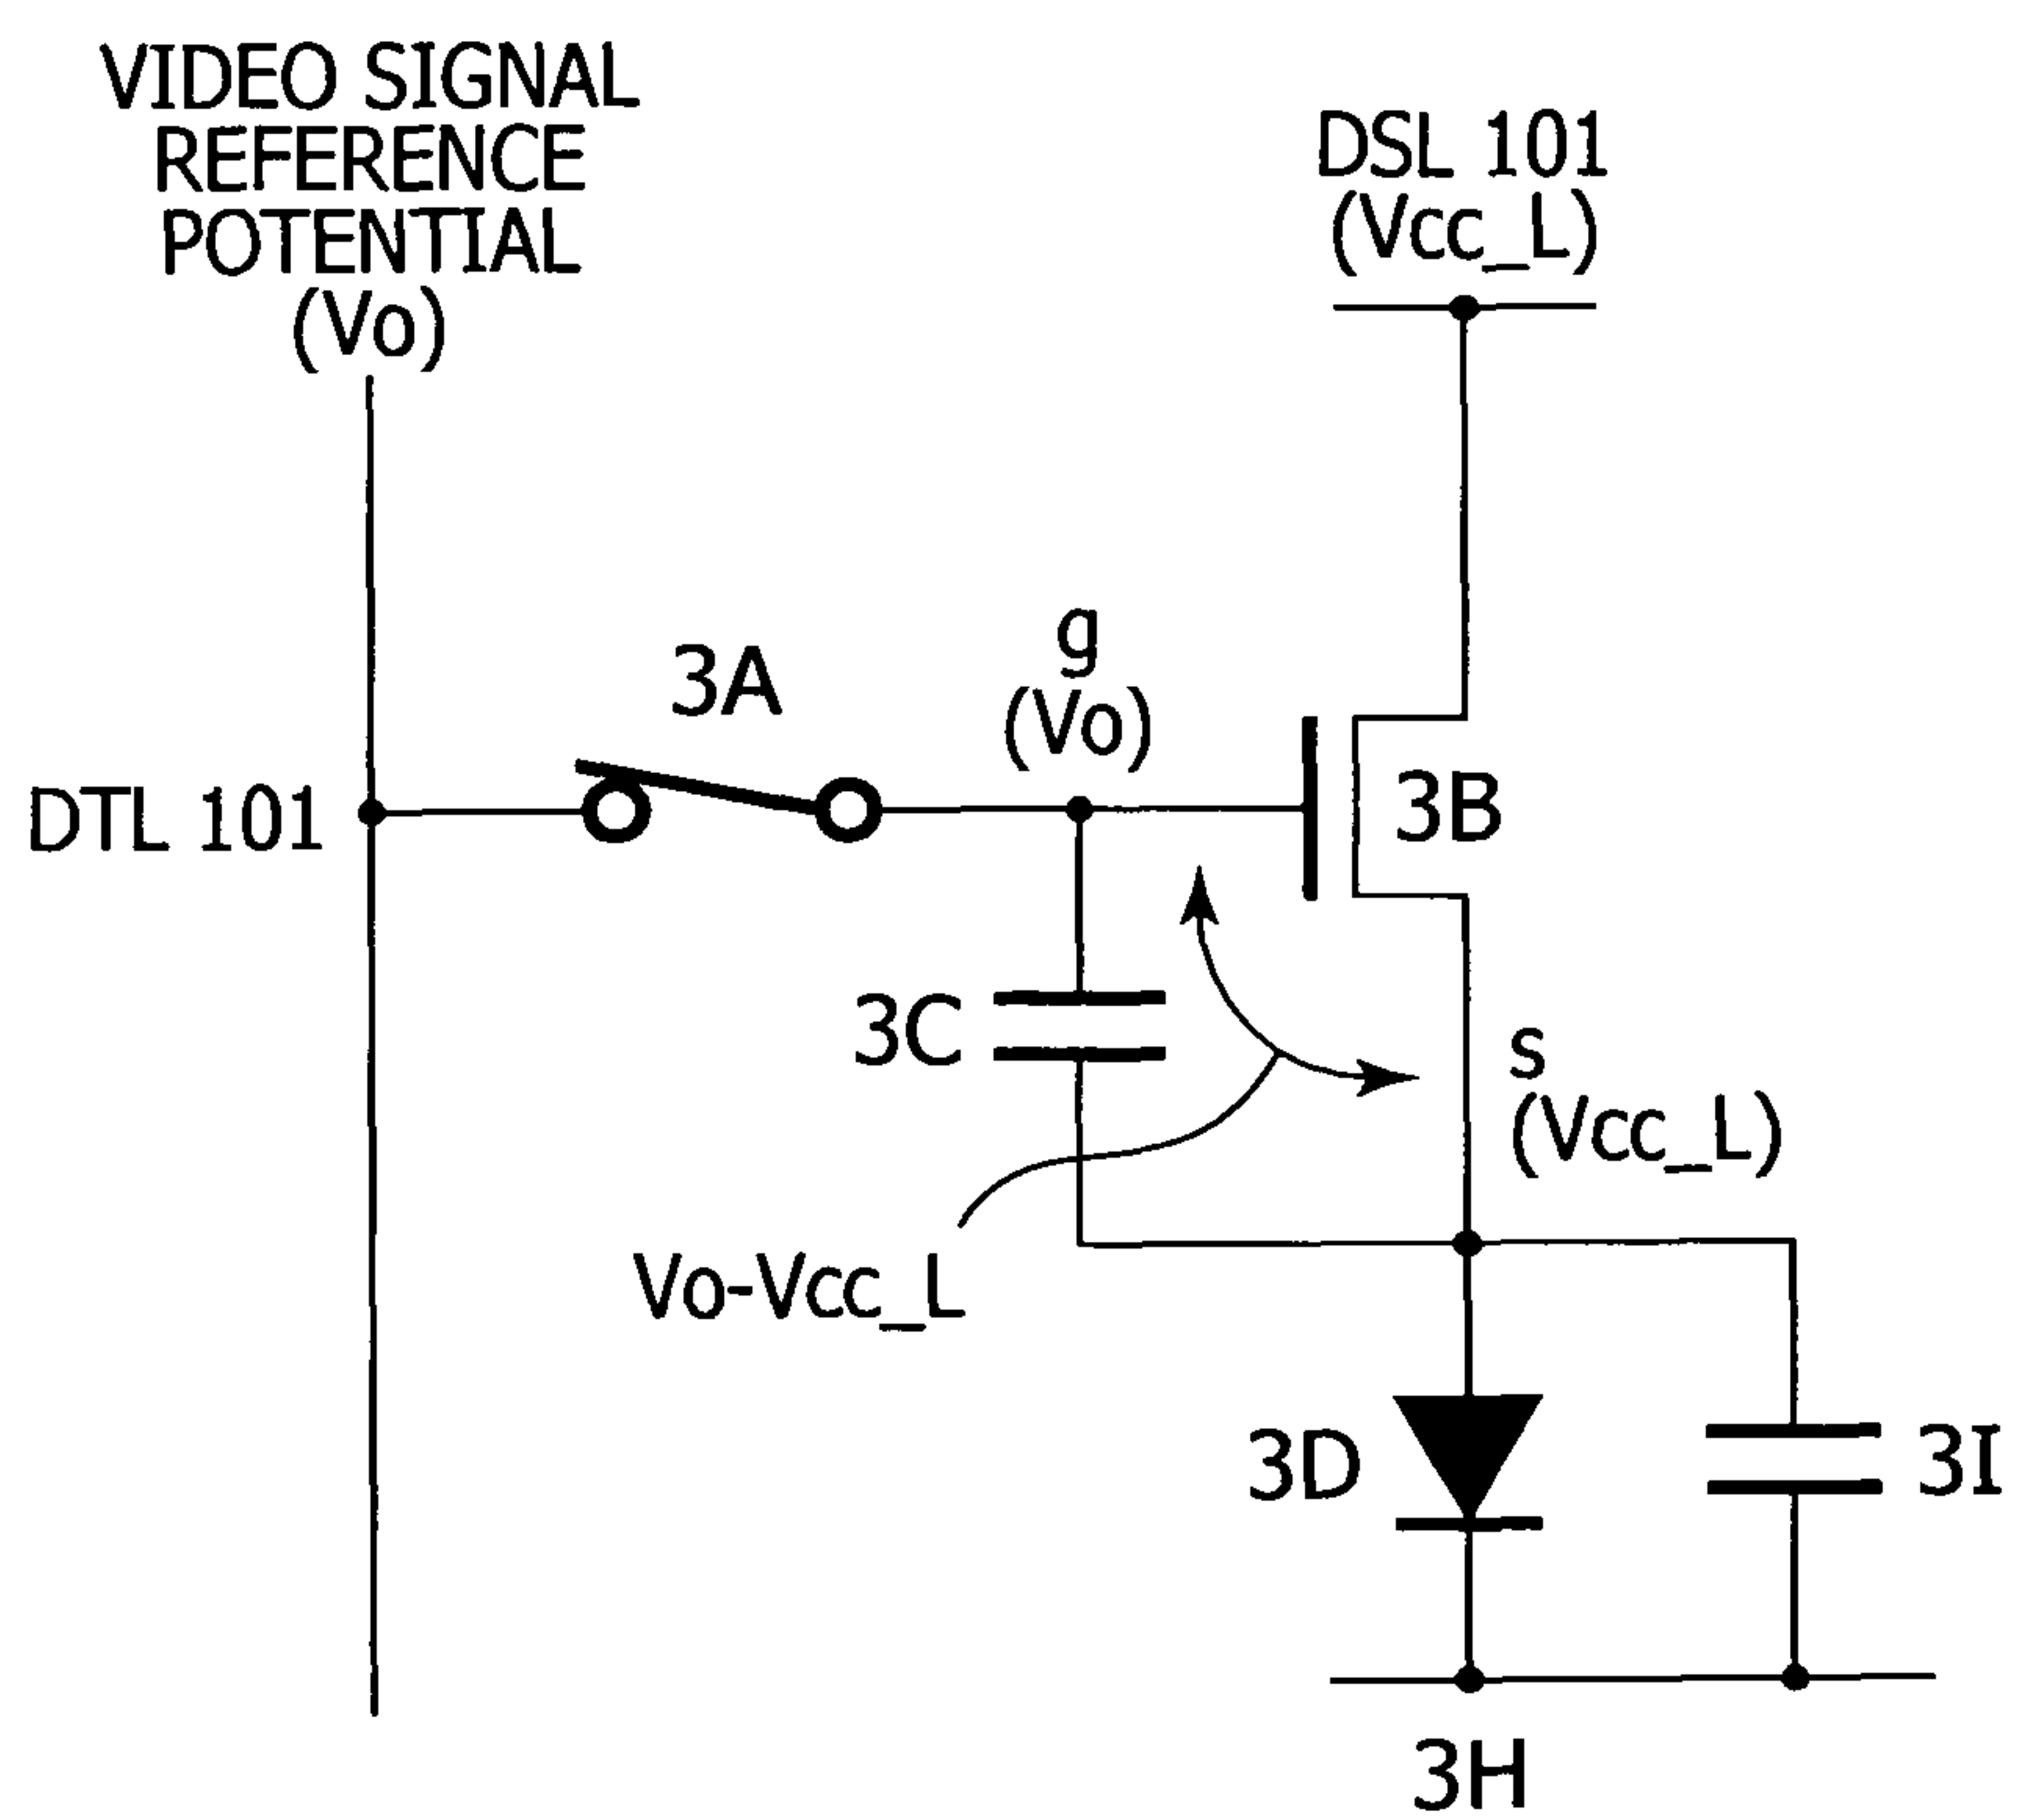 VIDEO SIGNAL
REFERENCE
POTENTIAL
(Vo)
DSL 101
(Vcc_L)
g
(Vo)
3A
DTL 101
3B
3C
s
(Vcc_L)
Vo-Vcc_L
3D
3I
3H